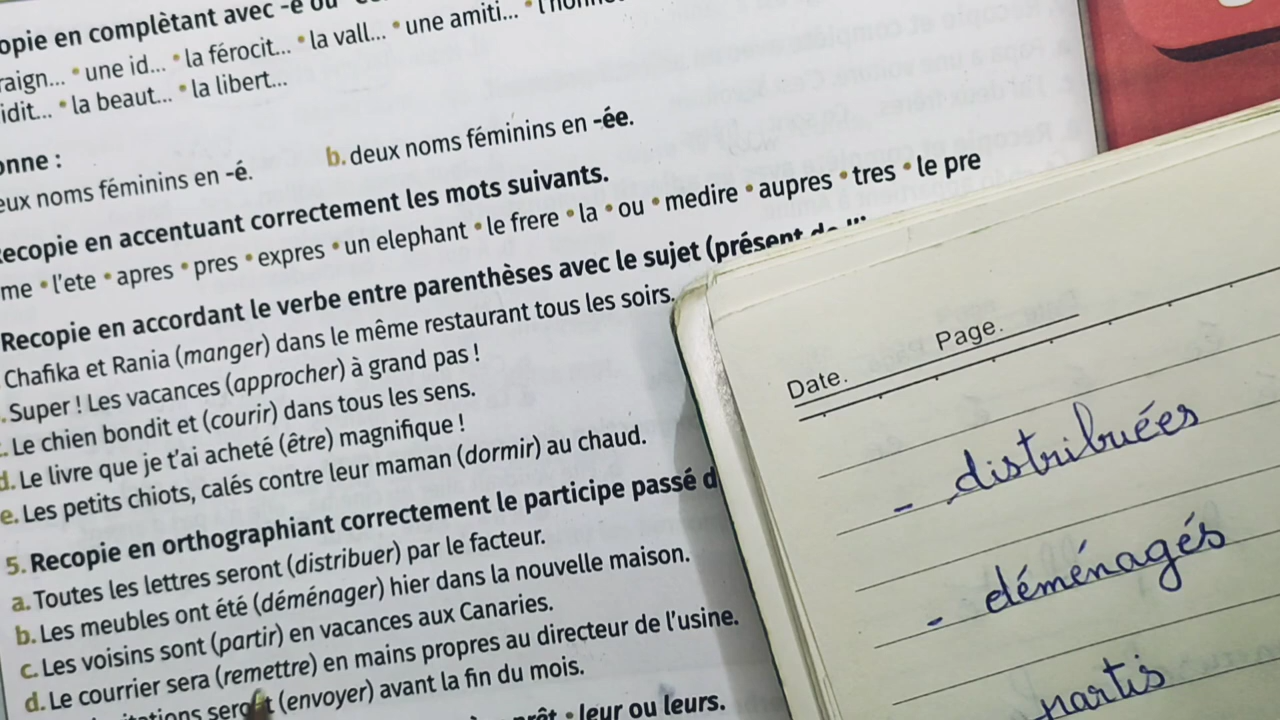 opie en complètant avec -é ou
raign... • une id... • la férocit... • la vall... • une amiti... •
idit... • la beaut... • la libert...
onne :
eux noms féminins en -é.
b. deux noms féminins en -ée.
Recopie en accentuant correctement les mots suivants.
me • l'ete • apres • pres • expres • un elephant • le frere • la • ou • medire • aupres • tres • le pre
Recopie en accordant le verbe entre parenthèses avec le sujet (présent de l'
Chafika et Rania (manger) dans le même restaurant tous les soirs.
. Super ! Les vacances (approcher) à grand pas !
. Le chien bondit et (courir) dans tous les sens.
d. Le livre que je t'ai acheté (être) magnifique !
e. Les petits chiots, calés contre leur maman (dormir) au chaud.
5. Recopie en orthographiant correctement le participe passé d
a. Toutes les lettres seront (distribuer) par le facteur.
b. Les meubles ont été (déménager) hier dans la nouvelle maison.
c. Les voisins sont (partir) en vacances aux Canaries.
d. Le courrier sera (remettre) en mains propres au directeur de l'usine.
itations seront (envoyer) avant la fin du mois.
prêt • leur ou leurs.
Date. Page.
- distribuées
- déménagés
partis